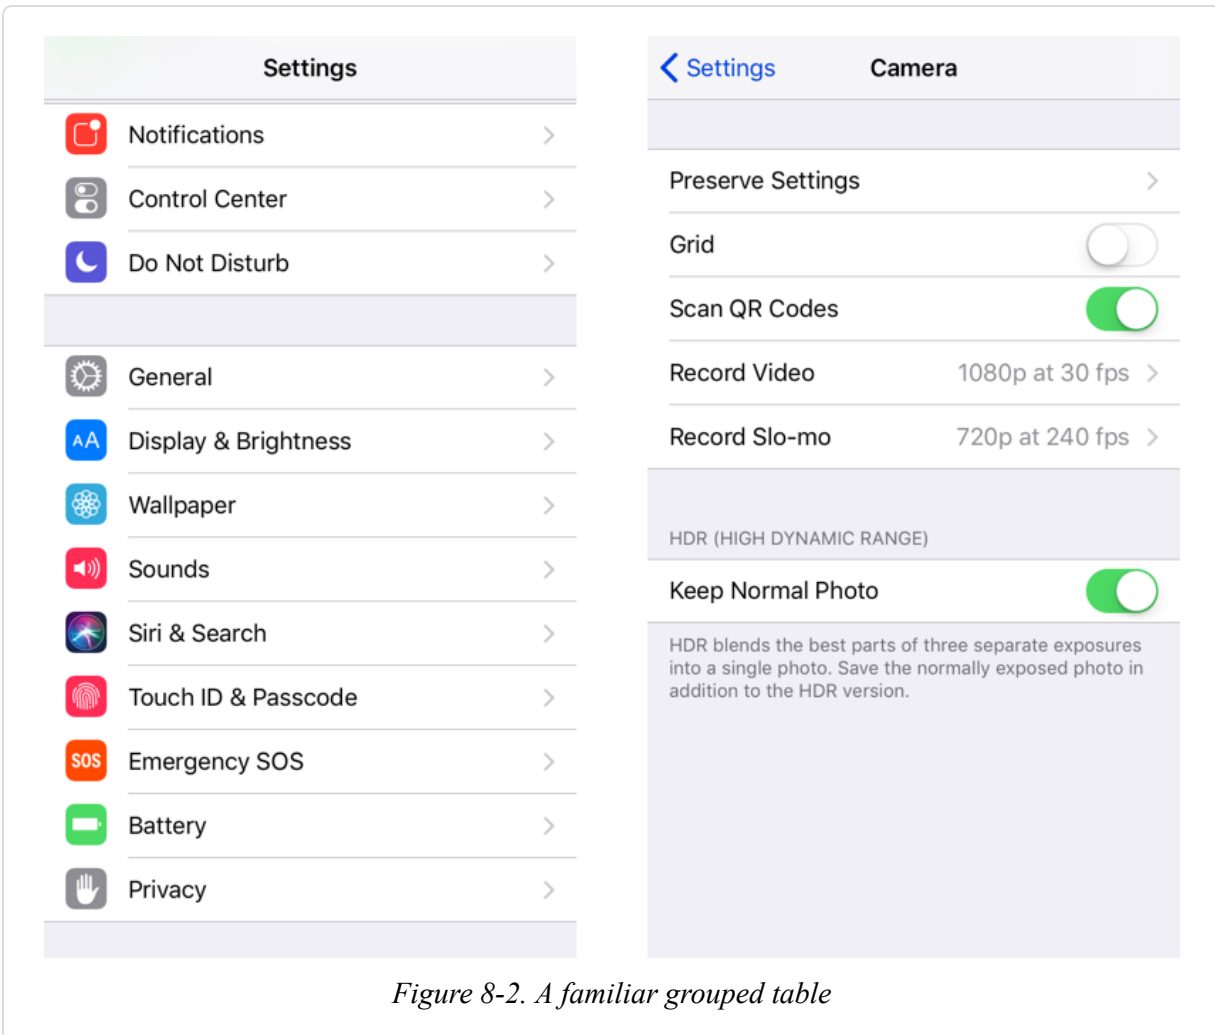 Settings
Notifications
Control Center
Do Not Disturb
General
AA Display & Brightness
Wallpaper
Sounds
Siri & Search
Touch ID & Passcode
SOS Emergency SOS
Battery
Privacy
Settings Camera
Preserve Settings
Grid
Scan QR Codes
Record Video 1080p at 30 fps
Record Slo-mo 720p at 240 fps
HDR (HIGH DYNAMIC RANGE)
Keep Normal Photo
HDR blends the best parts of three separate exposures
into a single photo. Save the normally exposed photo in
addition to the HDR version.
Figure 8-2. A familiar grouped table